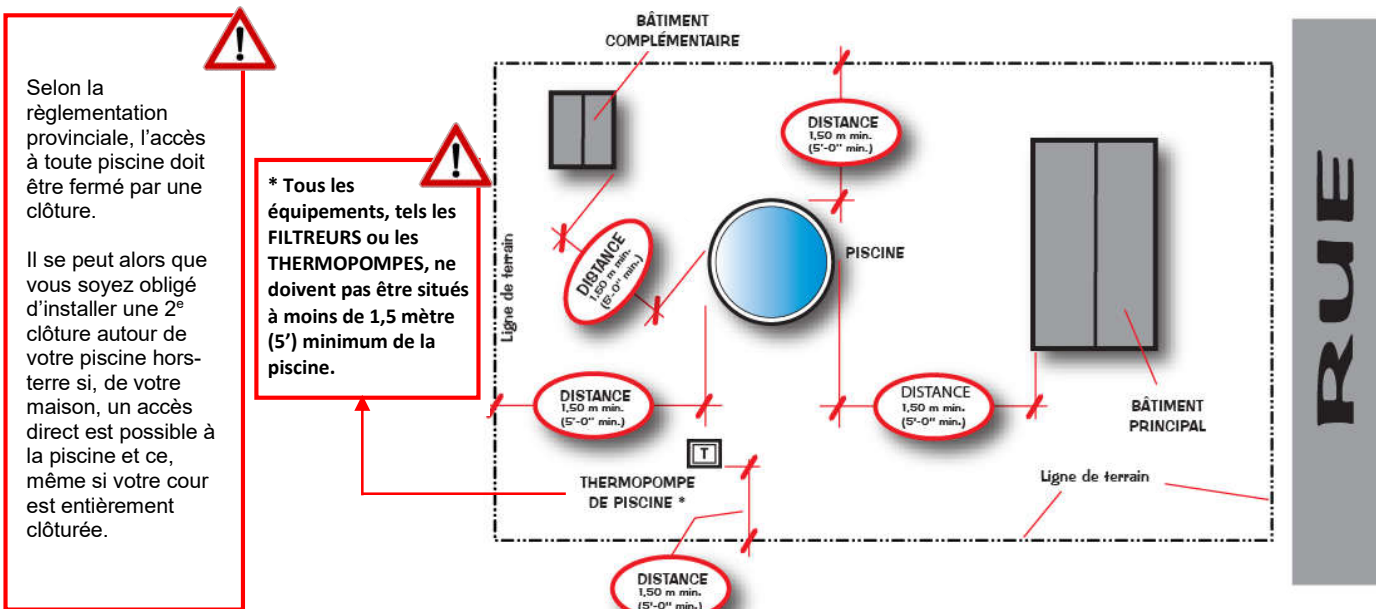 Selon la
règlementation
provinciale, l'accès
à toute piscine doit
être fermé par une
clôture.
Il se peut alors que
vous soyez obligé
d'installer une 2e
clôture autour de
votre piscine hors-
terre si, de votre
maison, un accès
direct est possible à
la piscine et ce,
même si votre cour
est entièrement
clôturée.
* Tous les
équipements, tels les
FILTREURS ou les
THERMOPOMPES, ne
doivent pas être situés
à moins de 1,5 mètre
(5') minimum de la
piscine.
BÂTIMENT
COMPLÉMENTAIRE
DISTANCE
1,50 m min.
(5'-0" min.)
Ligne de terrain
DISTANCE
1,50 m min.
(5'-0" min.)
PISCINE
DISTANCE
1,50 m min.
(5'-0" min.)
DISTANCE
1,50 m min.
(5'-0" min.)
BÂTIMENT
PRINCIPAL
T
THERMOPOMPE
DE PISCINE *
Ligne de terrain
DISTANCE
1,50 m min.
(5'-0" min.)
RUE